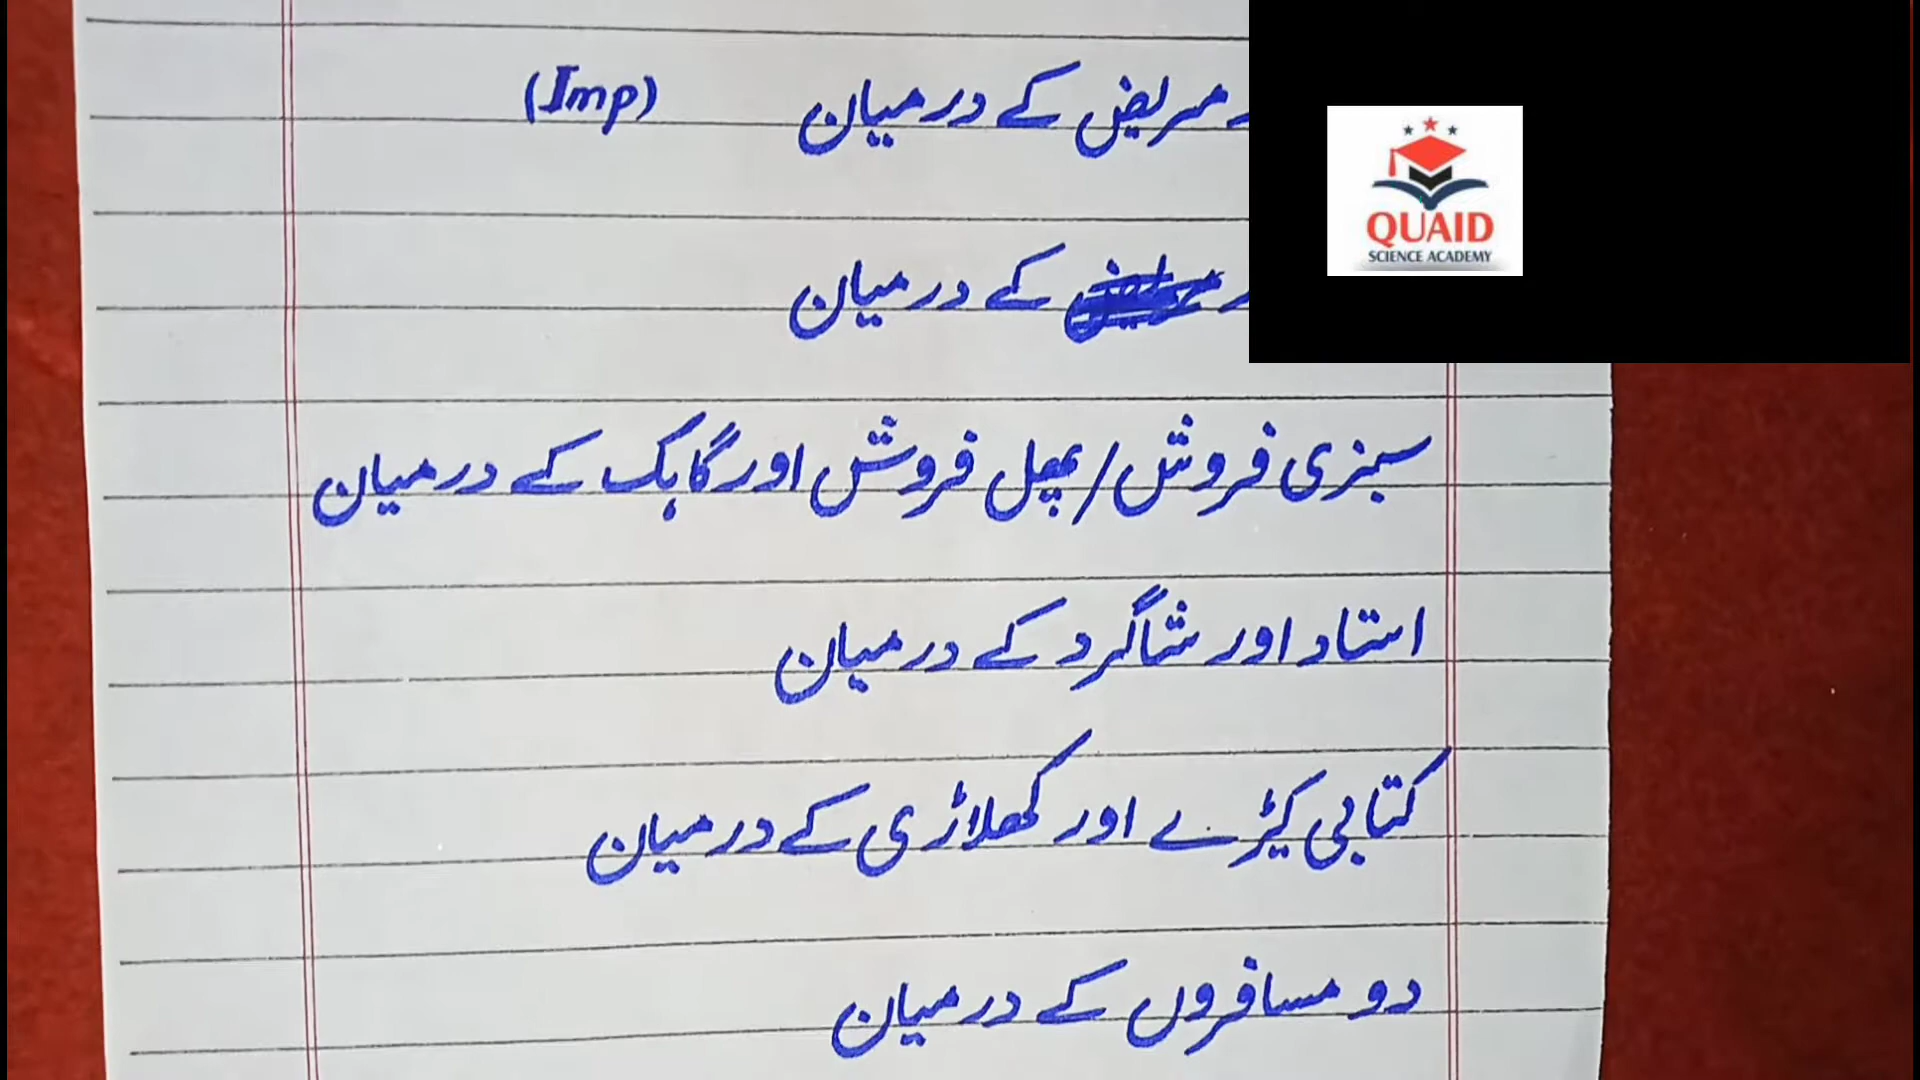 مریض کے درمیان (Imp)
کے درمیان
سبزی فروش/پھل فروش اور گاہک کے درمیان
استاد اور شاگرد کے درمیان
کتابی کیڑے اور کھلاڑی کے درمیان
دو مسافروں کے درمیان
QUAID
SCIENCE ACADEMY